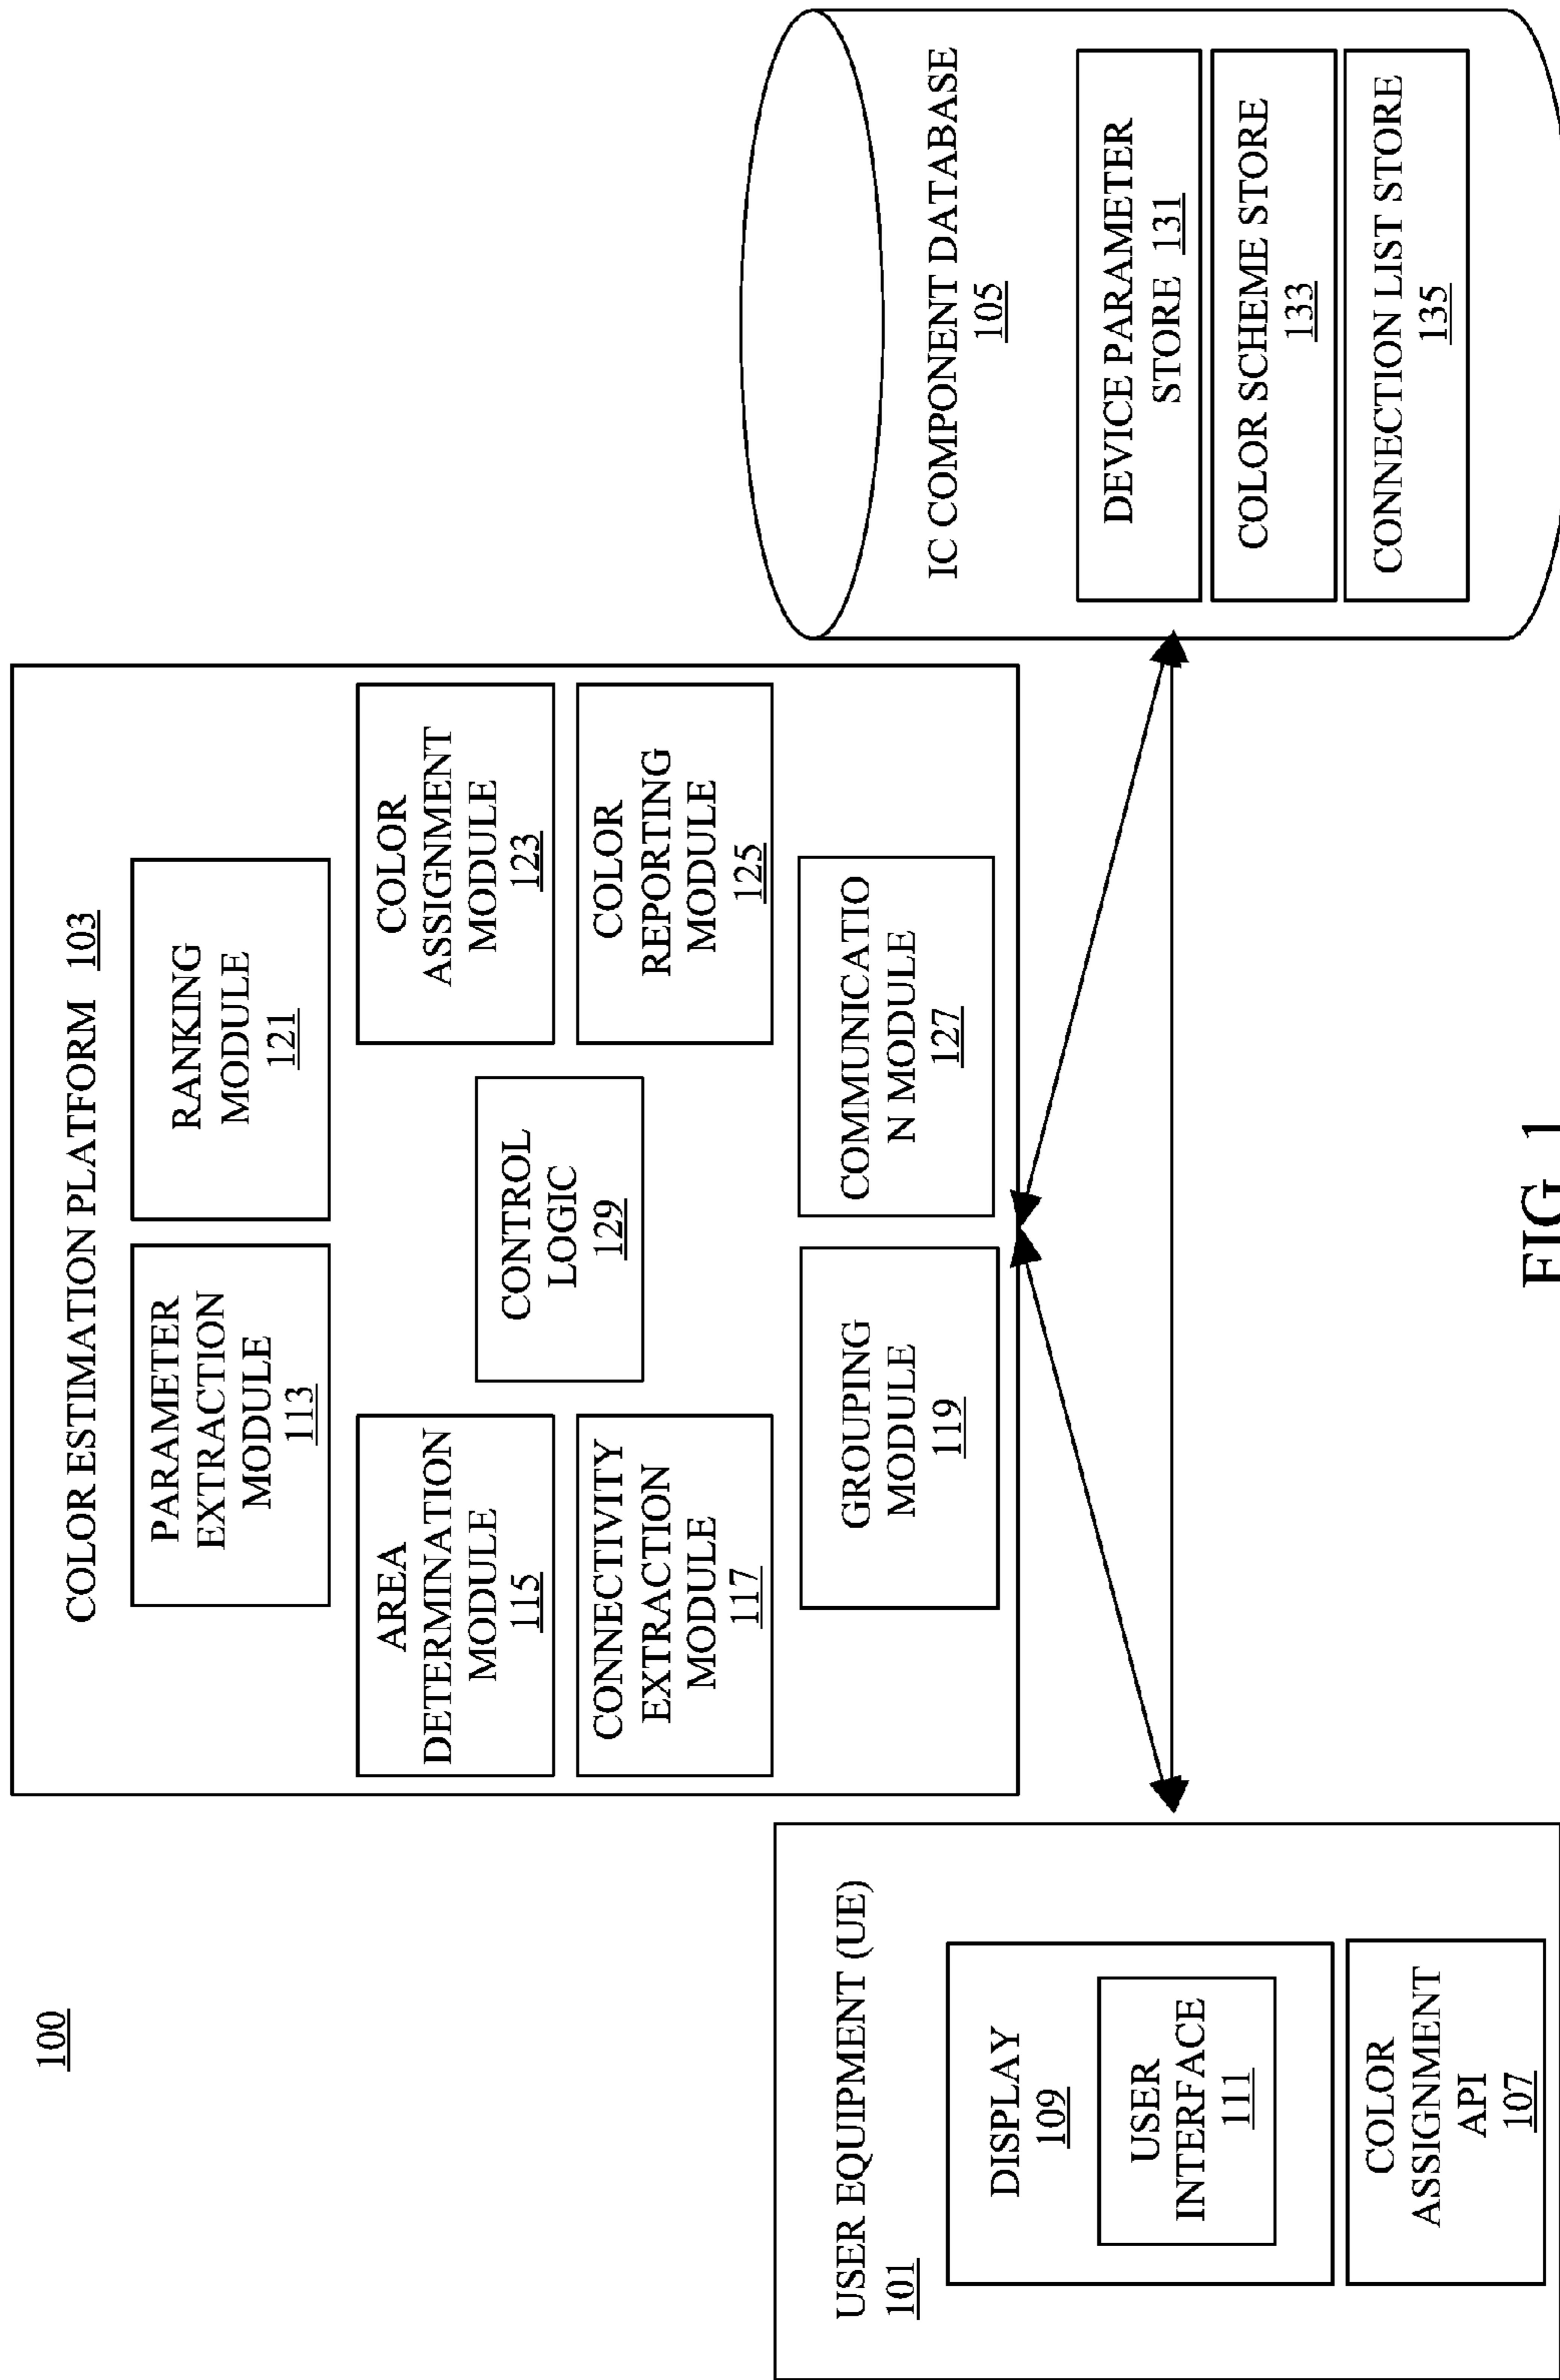 100
COLOR ESTIMATION PLATFORM 103
PARAMETER
EXTRACTION
MODULE
113
RANKING
MODULE
121
AREA
DETERMINATION
MODULE
115
COLOR
ASSIGNMENT
MODULE
123
CONTROL
LOGIC
129
CONNECTIVITY
EXTRACTION
MODULE
117
COLOR
REPORTING
MODULE
125
GROUPING
MODULE
119
COMMUNICATIO
N MODULE
127
USER EQUIPMENT (UE)
101
DISPLAY
109
USER
INTERFACE
111
COLOR
ASSIGNMENT
API
107
IC COMPONENT DATABASE
105
DEVICE PARAMETER
STORE 131
COLOR SCHEME STORE
133
CONNECTION LIST STORE
135
FIG. 1